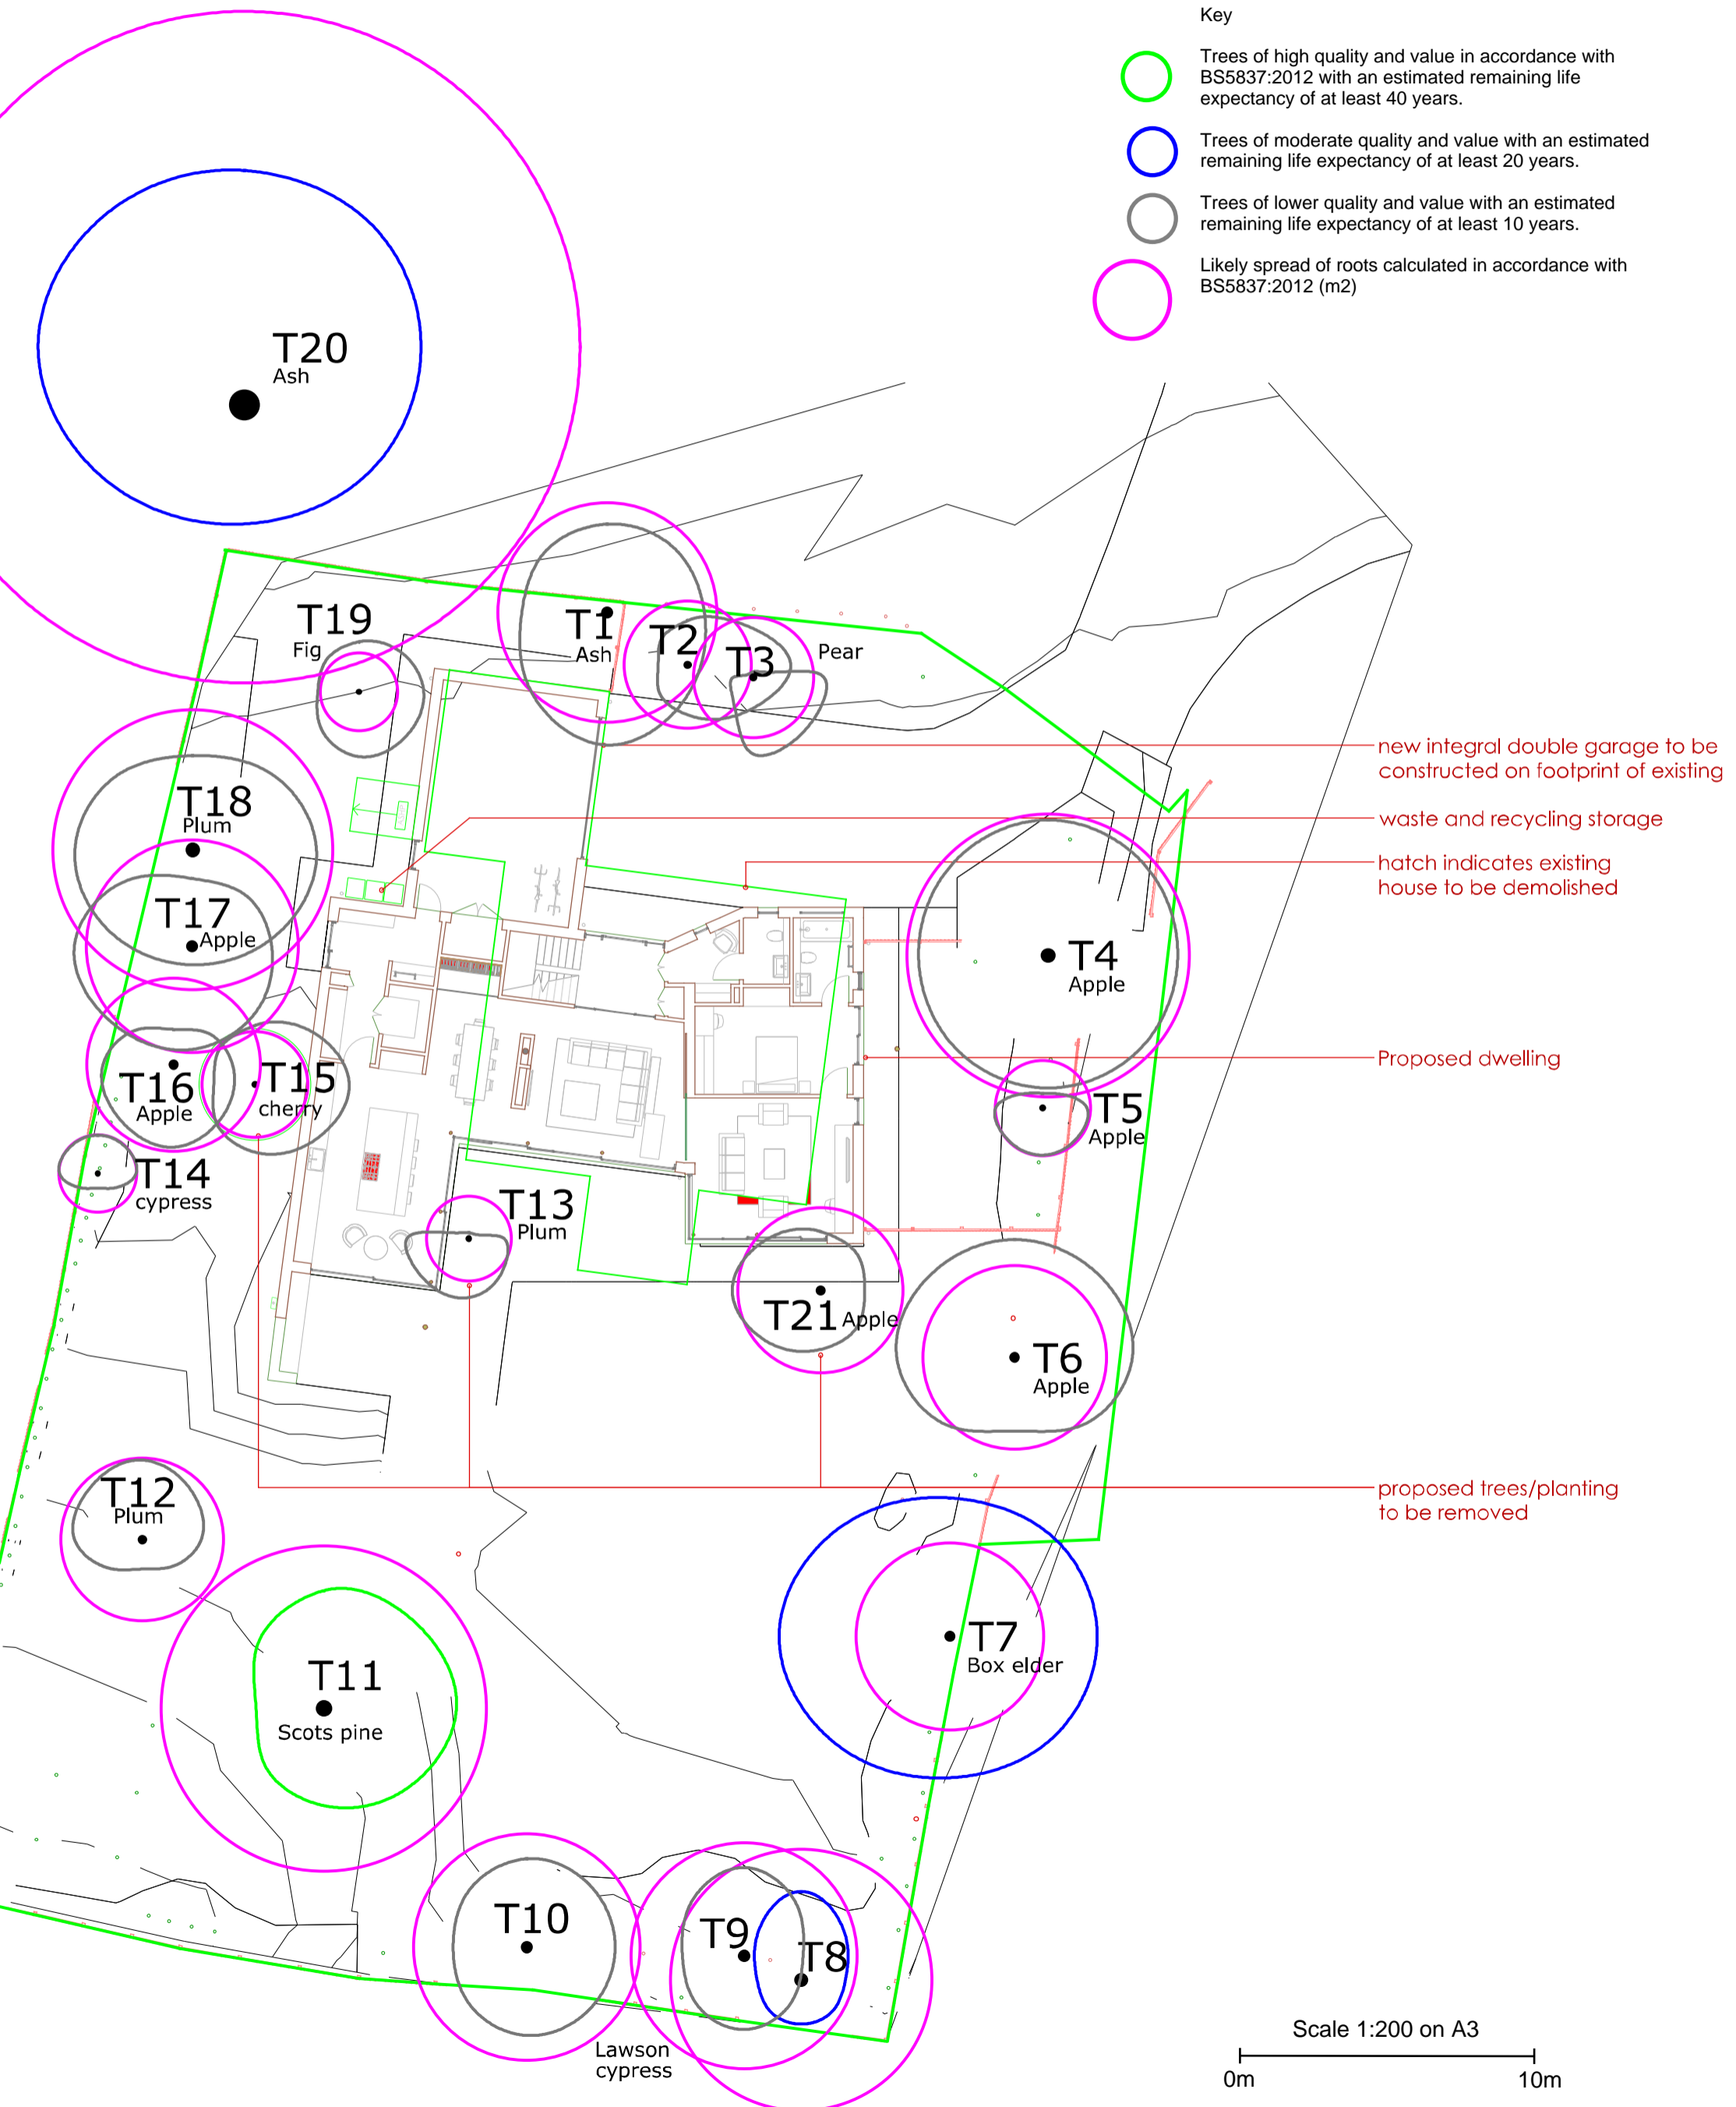 Key
Trees of high quality and value in accordance with
BS5837:2012 with an estimated remaining life
expectancy of at least 40 years.
Trees of moderate quality and value with an estimated
remaining life expectancy of at least 20 years.
Trees of lower quality and value with an estimated
remaining life expectancy of at least 10 years.
Likely spread of roots calculated in accordance with
BS5837:2012 (m2)
T20
Ash
T19
Fig
T1
Ash
T2
T3
Pear
new integral double garage to be
constructed on footprint of existing
T18
Plum
waste and recycling storage
hatch indicates existing
house to be demolished
T17
Apple
T4
Apple
Proposed dwelling
T16
Apple
T15
cherry
T5
Apple
T14
cypress
T13
Plum
T21 Apple
T6
Apple
proposed trees/planting
to be removed
T12
Plum
T11
Scots pine
T7
Box elder
T10
T9
T8
Lawson
cypress
Scale 1:200 on A3
0m
10m